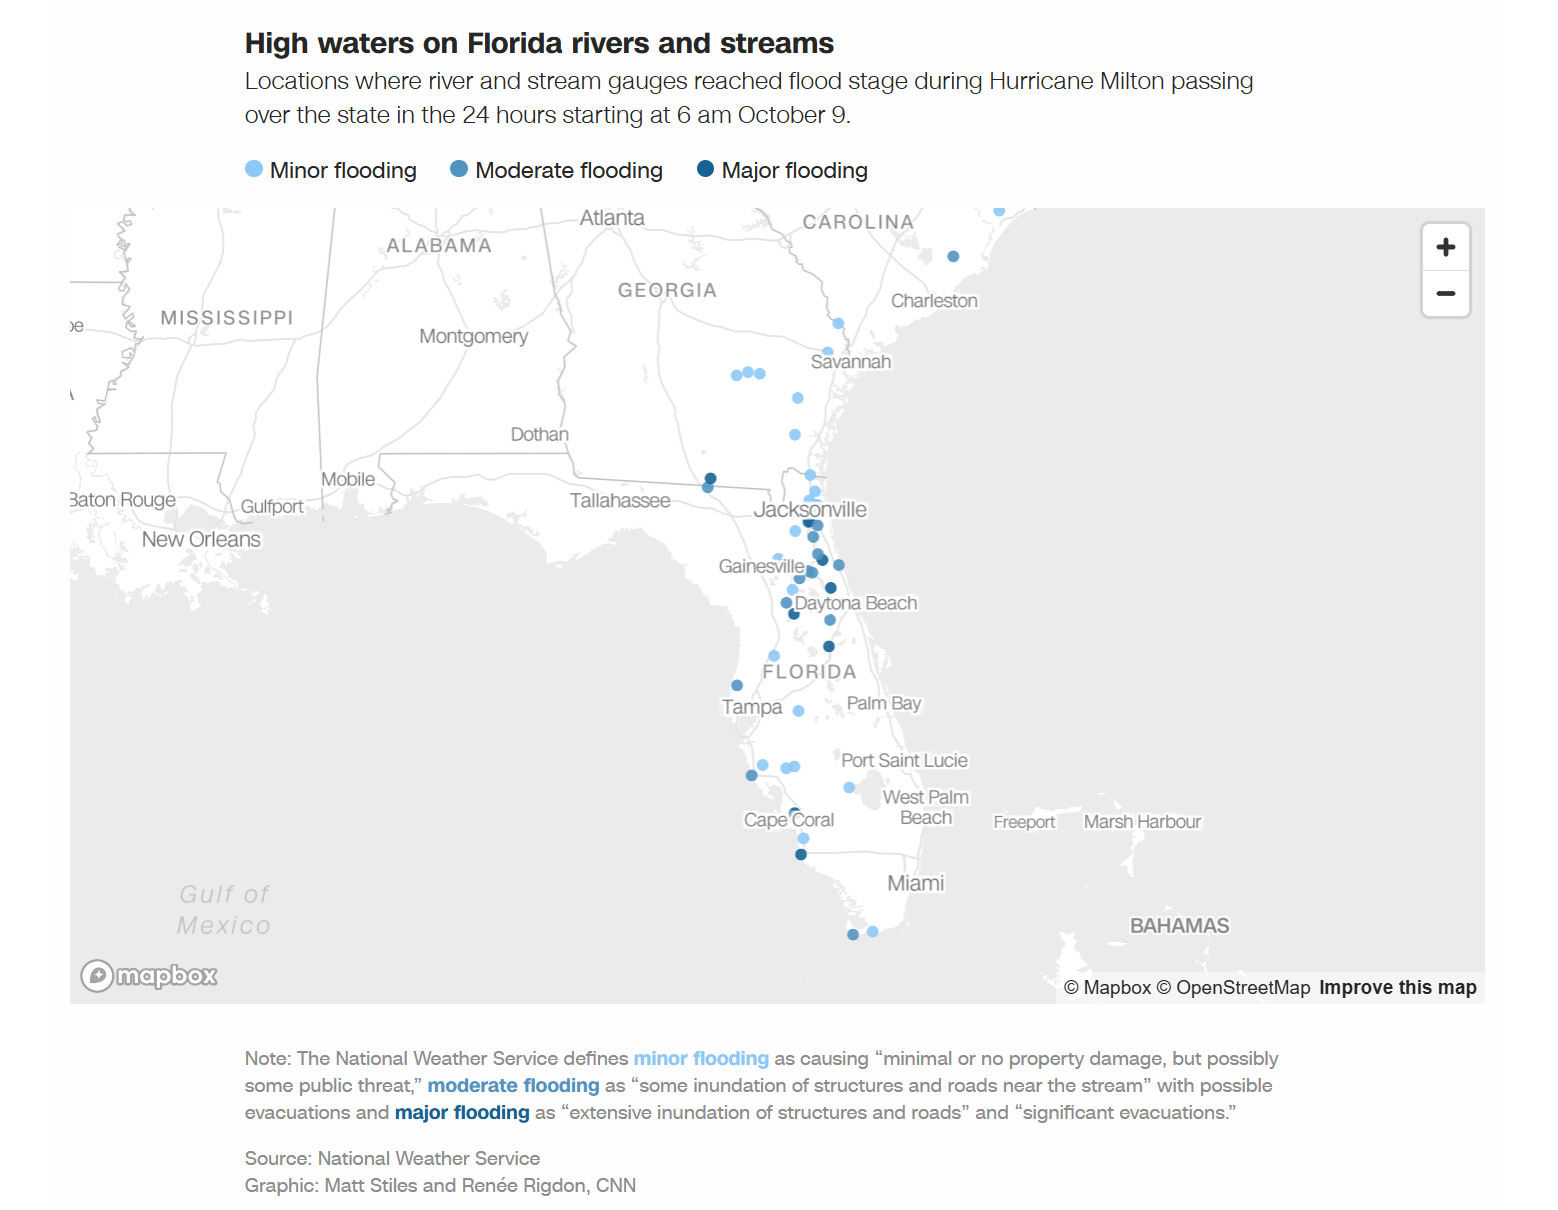 High waters on Florida rivers and streams
Locations where river and stream gauges reached flood stage during Hurricane Milton passing
over the state in the 24 hours starting at 6 am October 9.
Minor flooding Moderate flooding Major flooding
Atlanta
CAROLINA
ALABAMA
GEORGIA
Charleston
MISSISSIPPI
Montgomery
Savannah
Dothan
Mobile
Baton Rouge
Gulfport
Tallahassee
Jacksonville
New Orleans
Gainesville
Daytona Beach
FLORIDA
Tampa
Palm Bay
Port Saint Lucie
West Palm
Beach
Cape Coral
Freeport
Marsh Harbour
Miami
Gulf of
Mexico
BAHAMAS
mapbox
© Mapbox © OpenStreetMap Improve this map
Note: The National Weather Service defines minor flooding as causing “minimal or no property damage, but possibly
some public threat,” moderate flooding as “some inundation of structures and roads near the stream” with possible
evacuations and major flooding as “extensive inundation of structures and roads” and “significant evacuations.”
Source: National Weather Service
Graphic: Matt Stiles and Renée Rigdon, CNN